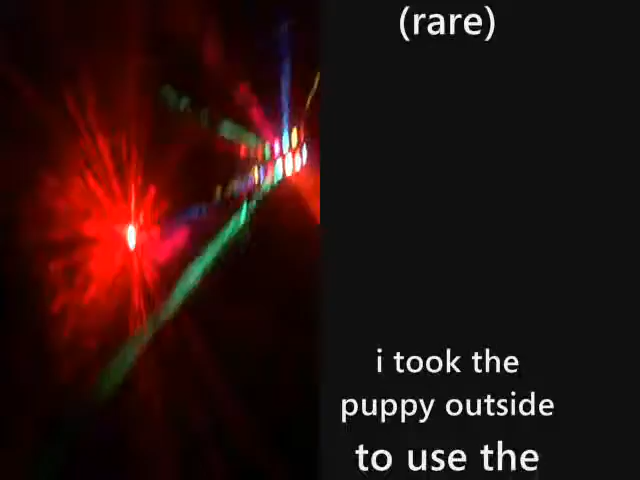 (rare)
i took the
puppy outside
to use the